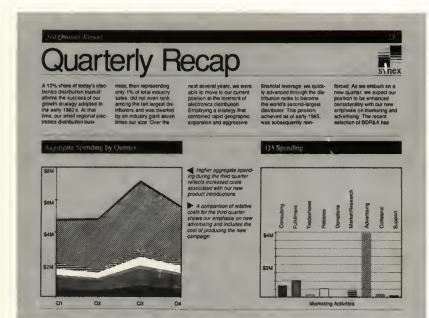 3rd Quarter Report
Quarterly Recap
synex
A 10% share of today's elec-
tronics distribution market
affirms the success of our
growth strategy adopted in
the early 1980's. At that
time, our small regional elec-
tronics distribution busi-
ness, then representing
only 1% of total industry
sales, did not even rank
among the ten largest dis-
tributors and was dwarfed
by an industry giant seven
times our size. Over the
next several years, we were
able to move to our current
position at the forefront of
electronics distribution.
Employing a strategy that
combined rapid geographic
expansion and aggressive
financial leverage, we quick-
ly advanced through the dis-
tribution ranks to become
the world's second-largest
distributor. This position,
achieved as of early 1985,
was subsequently rein-
forced. As we embark on a
new quarter, we expect our
position to be enhanced
considerably with our new
emphasis on marketing and
advertising. The recent
selection of BDR&A has
Aggregate Spending by Quarter
$6M
$4M
$2M
Q1 Q2 Q3 Q4
Higher aggregate spend-
ing during the third quarter
reflects increased costs
associated with our new
product introductions.
A comparison of relative
costs for the third quarter
shows our emphasis on new
advertising and includes the
cost of producing the new
campaign.
Q3 Spending
Consulting
Fulfillment
Tradeshows
Rebates
Donations
Market Research
Advertising
Collateral
Support
$4M
$2M
Marketing Activities